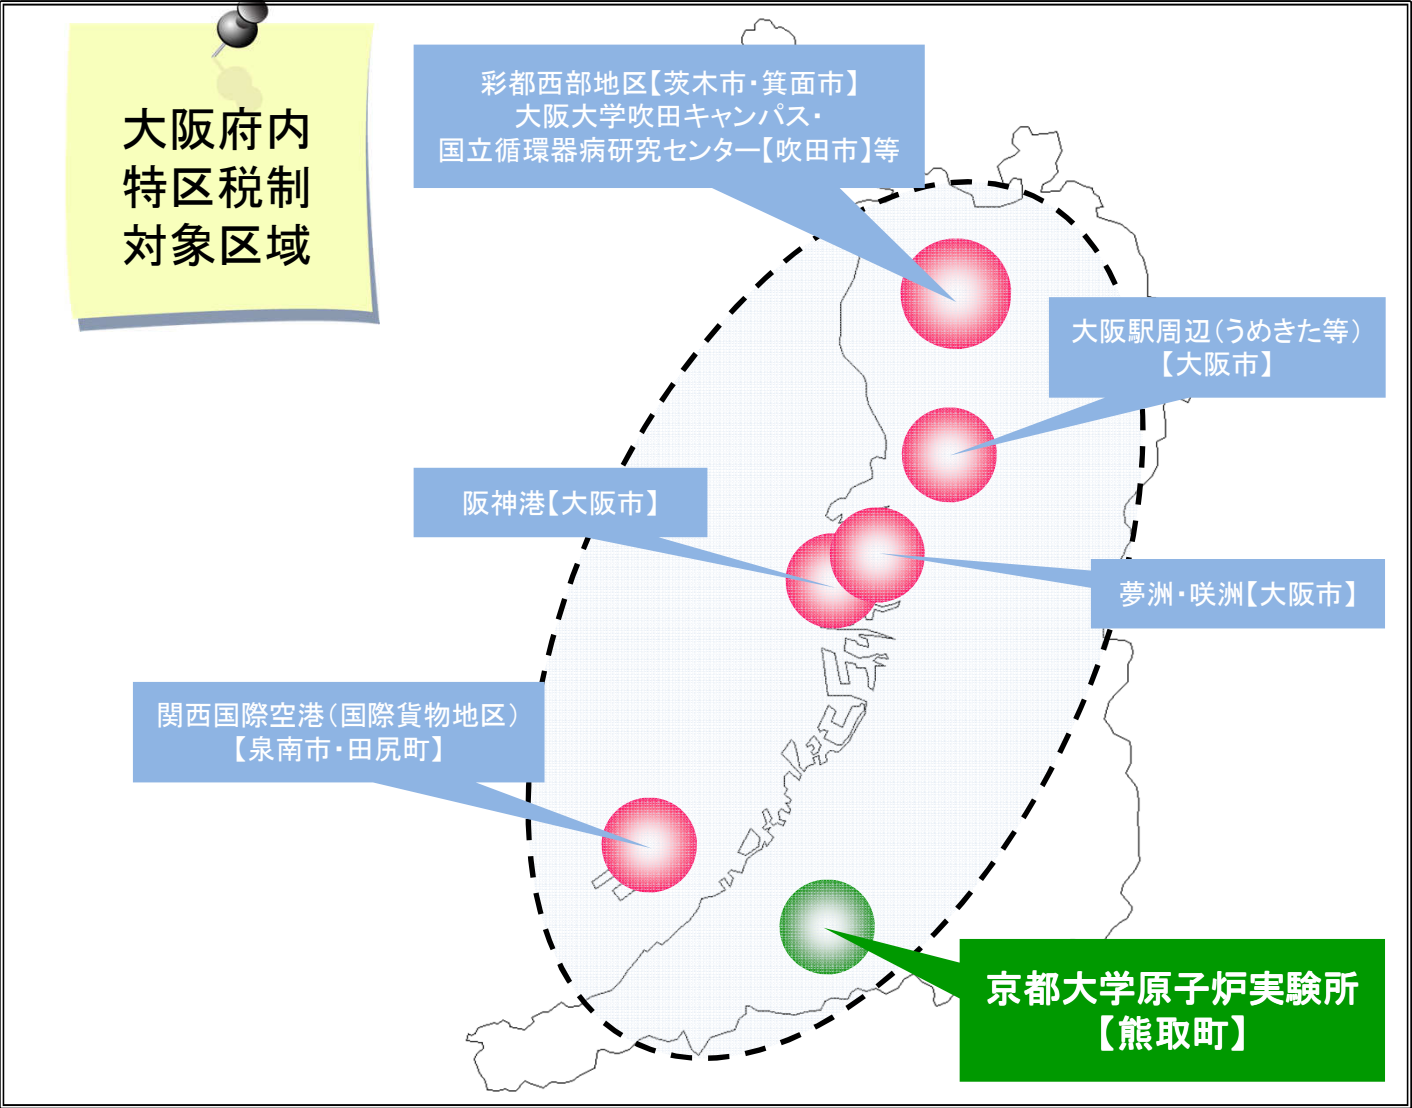 大阪府内
特区税制
対象区域
彩都西部地区【茨木市・箕面市】
大阪大学吹田キャンパス・
国立循環器病研究センター【吹田市】等
大阪駅周辺（うめきた等）
【大阪市】
阪神港【大阪市】
夢洲・咲洲【大阪市】
関西国際空港（国際貨物地区）
【泉南市・田尻町】
京都大学原子炉実験所
【熊取町】